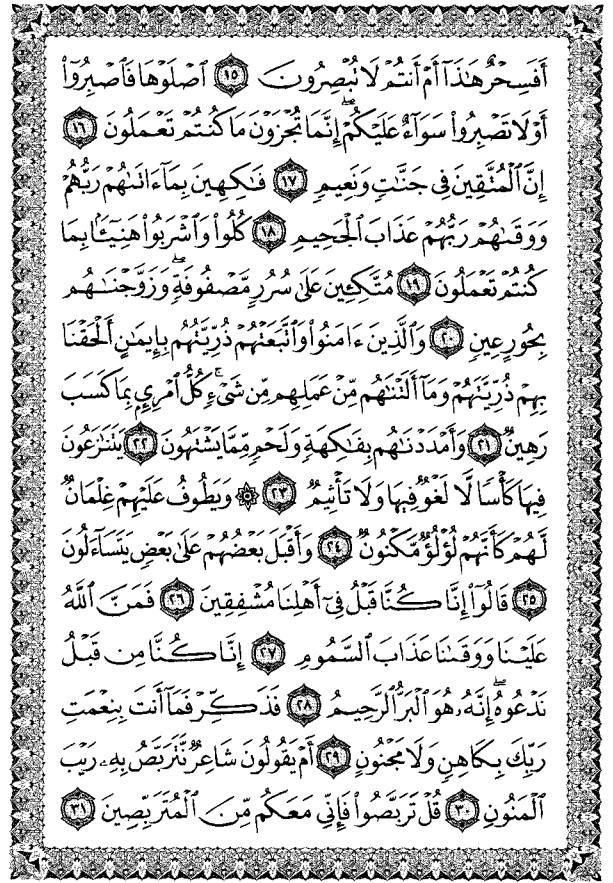 أَفَسِحْرٌ هَٰذَآ أَمْ أَنتُمْ لَا تُبْصِرُونَ ١٥ ٱصْلَوْهَا فَٱصْبِرُوٓا۟
أَوْ لَا تَصْبِرُوا۟ سَوَآءٌ عَلَيْكُمْ ۖ إِنَّمَا تُجْزَوْنَ مَا كُنتُمْ تَعْمَلُونَ ١٦
إِنَّ ٱلْمُتَّقِينَ فِى جَنَّٰتٍ وَنَعِيمٍ ١٧ فَٰكِهِينَ بِمَآ ءَاتَىٰهُمْ رَبُّهُمْ
وَوَقَىٰهُمْ رَبُّهُمْ عَذَابَ ٱلْجَحِيمِ ١٨ كُلُوا۟ وَٱشْرَبُوا۟ هَنِيٓـًٔۢا بِمَا
كُنتُمْ تَعْمَلُونَ ١٩ مُتَّكِـِٔينَ عَلَىٰ سُرُرٍ مَّصْفُوفَةٍ ۖ وَزَوَّجْنَٰهُم
بِحُورٍ عِينٍ ٢٠ وَٱلَّذِينَ ءَامَنُوا۟ وَٱتَّبَعَتْهُمْ ذُرِّيَّتُهُم بِإِيمَٰنٍ أَلْحَقْنَا
بِهِمْ ذُرِّيَّتَهُمْ وَمَآ أَلَتْنَٰهُم مِّنْ عَمَلِهِم مِّن شَىْءٍ ۚ كُلُّ ٱمْرِئٍۭ بِمَا كَسَبَ
رَهِينٌ ٢١ وَأَمْدَدْنَٰهُم بِفَٰكِهَةٍ وَلَحْمٍ مِّمَّا يَشْتَهُونَ ٢٢ يَتَنَٰزَعُونَ
فِيهَا كَأْسًا لَّا لَغْوٌ فِيهَا وَلَا تَأْثِيمٌ ٢٣ ۞ وَيَطُوفُ عَلَيْهِمْ غِلْمَانٌ
لَّهُمْ كَأَنَّهُمْ لُؤْلُؤٌ مَّكْنُونٌ ٢٤ وَأَقْبَلَ بَعْضُهُمْ عَلَىٰ بَعْضٍ يَتَسَآءَلُونَ
٢٥ قَالُوٓا۟ إِنَّا كُنَّا قَبْلُ فِىٓ أَهْلِنَا مُشْفِقِينَ ٢٦ فَمَنَّ ٱللَّهُ
عَلَيْنَا وَوَقَىٰنَا عَذَابَ ٱلسَّمُومِ ٢٧ إِنَّا كُنَّا مِن قَبْلُ
نَدْعُوهُ ۖ إِنَّهُۥ هُوَ ٱلْبَرُّ ٱلرَّحِيمُ ٢٨ فَذَكِّرْ فَمَآ أَنتَ بِنِعْمَتِ
رَبِّكَ بِكَاهِنٍ وَلَا مَجْنُونٍ ٢٩ أَمْ يَقُولُونَ شَاعِرٌ نَّتَرَبَّصُ بِهِۦ رَيْبَ
ٱلْمَنُونِ ٣٠ قُلْ تَرَبَّصُوا۟ فَإِنِّى مَعَكُم مِّنَ ٱلْمُتَرَبِّصِينَ ٣١